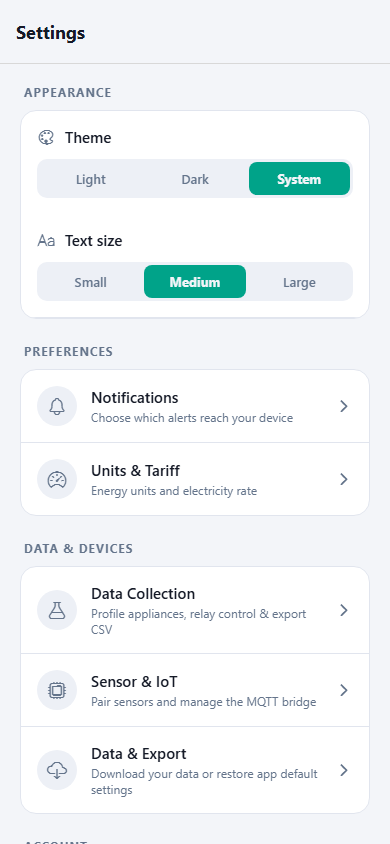 Settings
APPEARANCE
Theme
Light Dark System
Aa Text size
Small Medium Large
PREFERENCES
Notifications
Choose which alerts reach your device
Units & Tariff
Energy units and electricity rate
DATA & DEVICES
Data Collection
Profile appliances, relay control & export
CSV
Sensor & IoT
Pair sensors and manage the MQTT bridge
Data & Export
Download your data or restore app default
settings
ACCOUNT